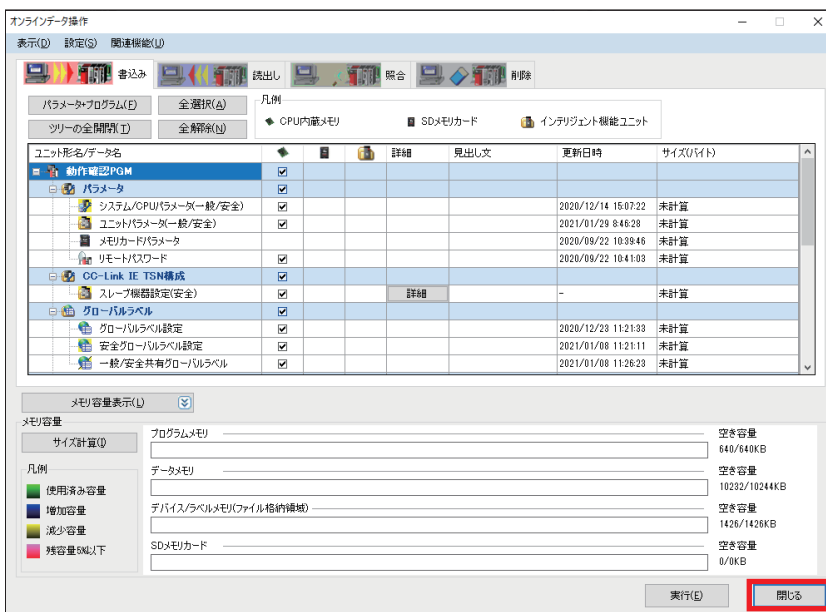 オンラインデータ操作
表示(D) 設定(S) 関連機能(U)
書込み 読出し 照合 削除
パラメータ+プログラム(F) 全選択(A)
ツリーの全開閉(T) 全解除(N)
凡例
CPU内蔵メモリ SDメモリカード インテリジェント機能ユニット
ユニット形名/データ名 詳細 見出し文 更新日時 サイズ(バイト)
動作確認PGM
パラメータ
システム/CPUパラメータ(一般/安全) 2020/12/14 15:07:22 未計算
ユニットパラメータ(一般/安全) 2021/01/29 8:46:28 未計算
メモリカードパラメータ 2020/09/22 10:39:46 未計算
リモートパスワード 2020/09/22 10:41:03 未計算
CC-Link IE TSN構成
スレーブ機器設定(安全) 詳細 - 未計算
グローバルラベル
グローバルラベル設定 2020/12/23 11:21:33 未計算
安全グローバルラベル設定 2021/01/08 11:21:11 未計算
一般/安全共有グローバルラベル 2021/01/08 11:26:23 未計算
メモリ容量表示(L)
メモリ容量
サイズ計算(I)
凡例
使用済み容量
増加容量
減少容量
残容量5%以下
プログラムメモリ 空き容量
640/640KB
データメモリ 空き容量
10232/10244KB
デバイス/ラベルメモリ(ファイル格納領域) 空き容量
1426/1426KB
SDメモリカード 空き容量
0/0KB
実行(E) 閉じる